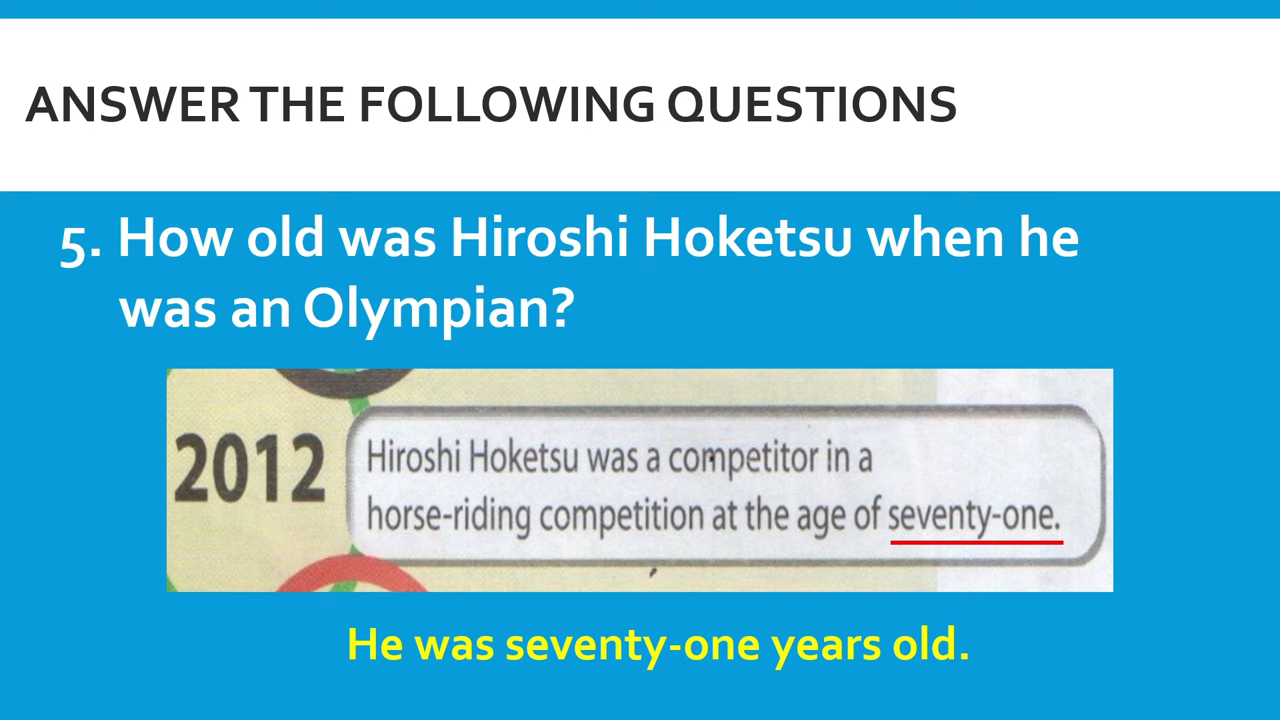 ANSWER THE FOLLOWING QUESTIONS
5. How old was Hiroshi Hoketsu when he
was an Olympian?
2012
Hiroshi Hoketsu was a competitor in a
horse-riding competition at the age of seventy-one.
He was seventy-one years old.